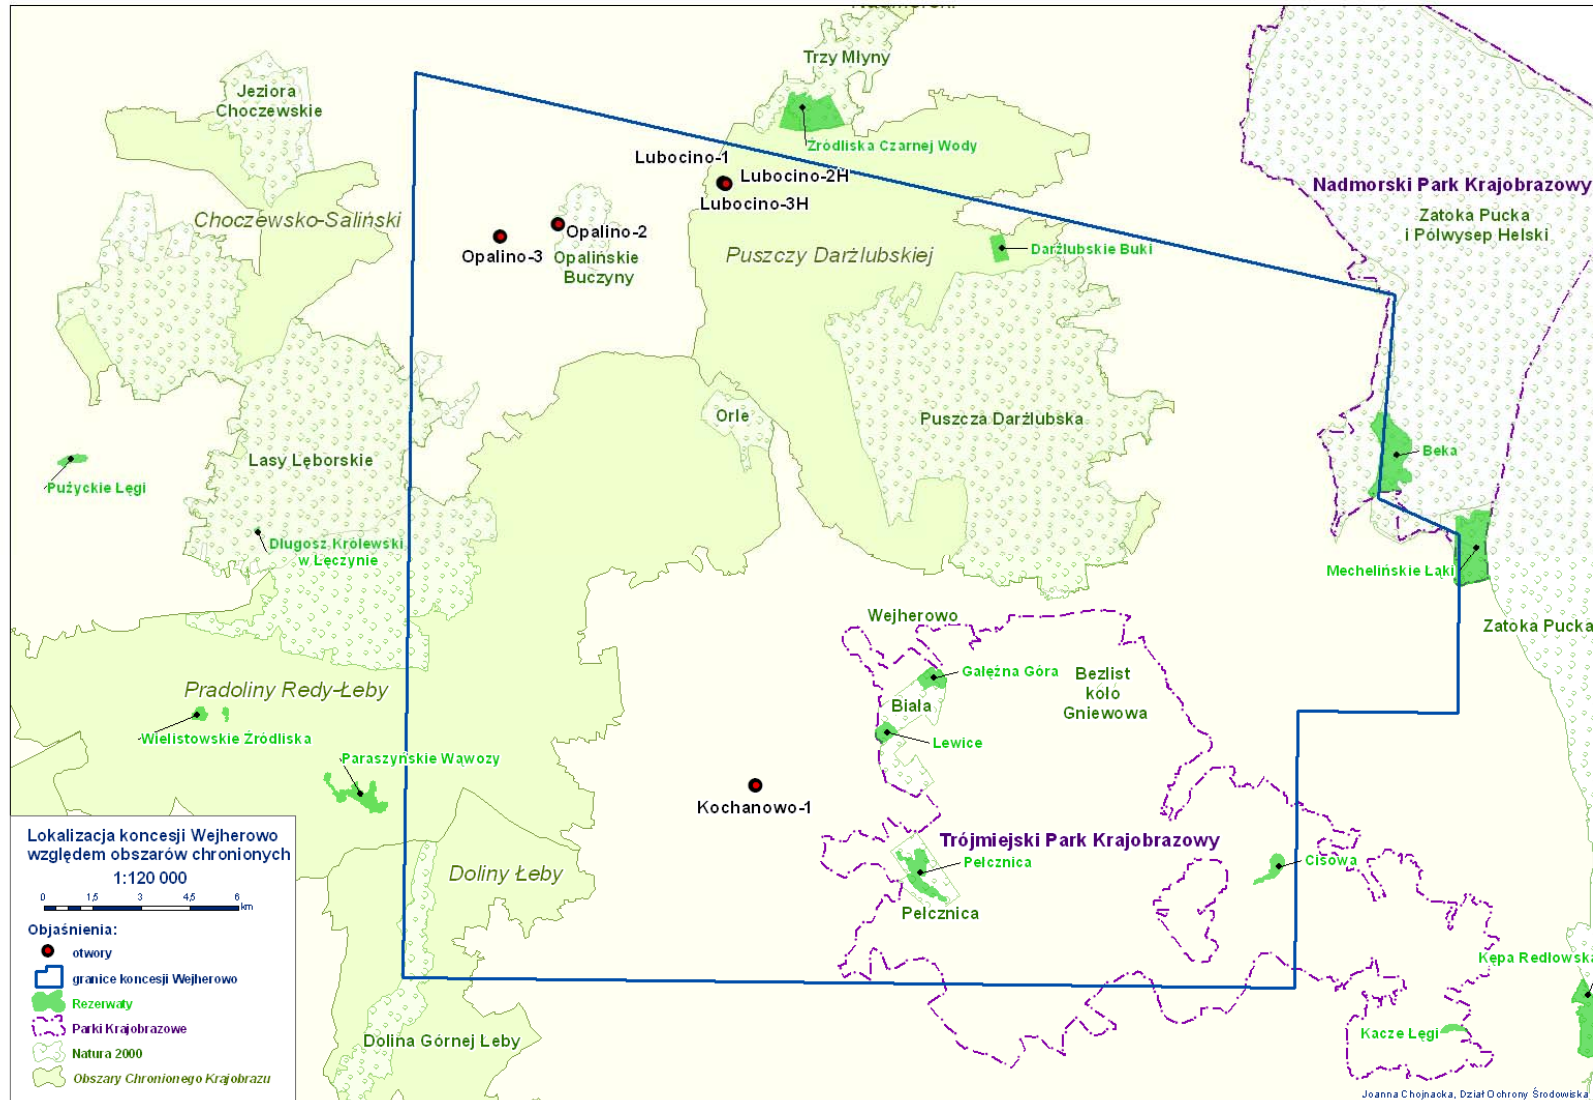 Trzy Młyny
Jeziora
Choczewskie
Źródliska Czarnej Wody
Lubocino-1
Lubocino-2H
Lubocino-3H
Nadmorski Park Krajobrazowy
Zatoka Pucka
i Półwysep Helski
Choczewsko-Saliński
Opalino-2
Opalino-3
Opalińskie
Buczyny
Puszczy Darżlubskiej
Darżlubskie Buki
Orle
Puszcza Darżlubska
Lasy Lęborskie
Beka
Pużyckie Łęgi
Długosz Królewski
w Łęczynie
Mechelińskie Łąki
Wejherowo
Zatoka Pucka
Gałęźna Góra
Bezlist
koło
Gniewowa
Pradoliny Redy-Łeby
Biała
Wielistowskie Źródliska
Lewice
Paraszyńskie Wąwozy
Kochanowo-1
Trójmiejski Park Krajobrazowy
Pełcznica
Cisowa
Doliny Łeby
Pełcznica
Kępa Redłowska
Dolina Górnej Łeby
Kacze Łęgi
Lokalizacja koncesji Wejherowo
względem obszarów chronionych
1:120 000
0 1,5 3 4,5 6
km
Objaśnienia:
otwory
granice koncesji Wejherowo
Rezerwaty
Parki Krajobrazowe
Natura 2000
Obszary Chronionego Krajobrazu
Joanna Chojnacka, Dział Ochrony Środowiska